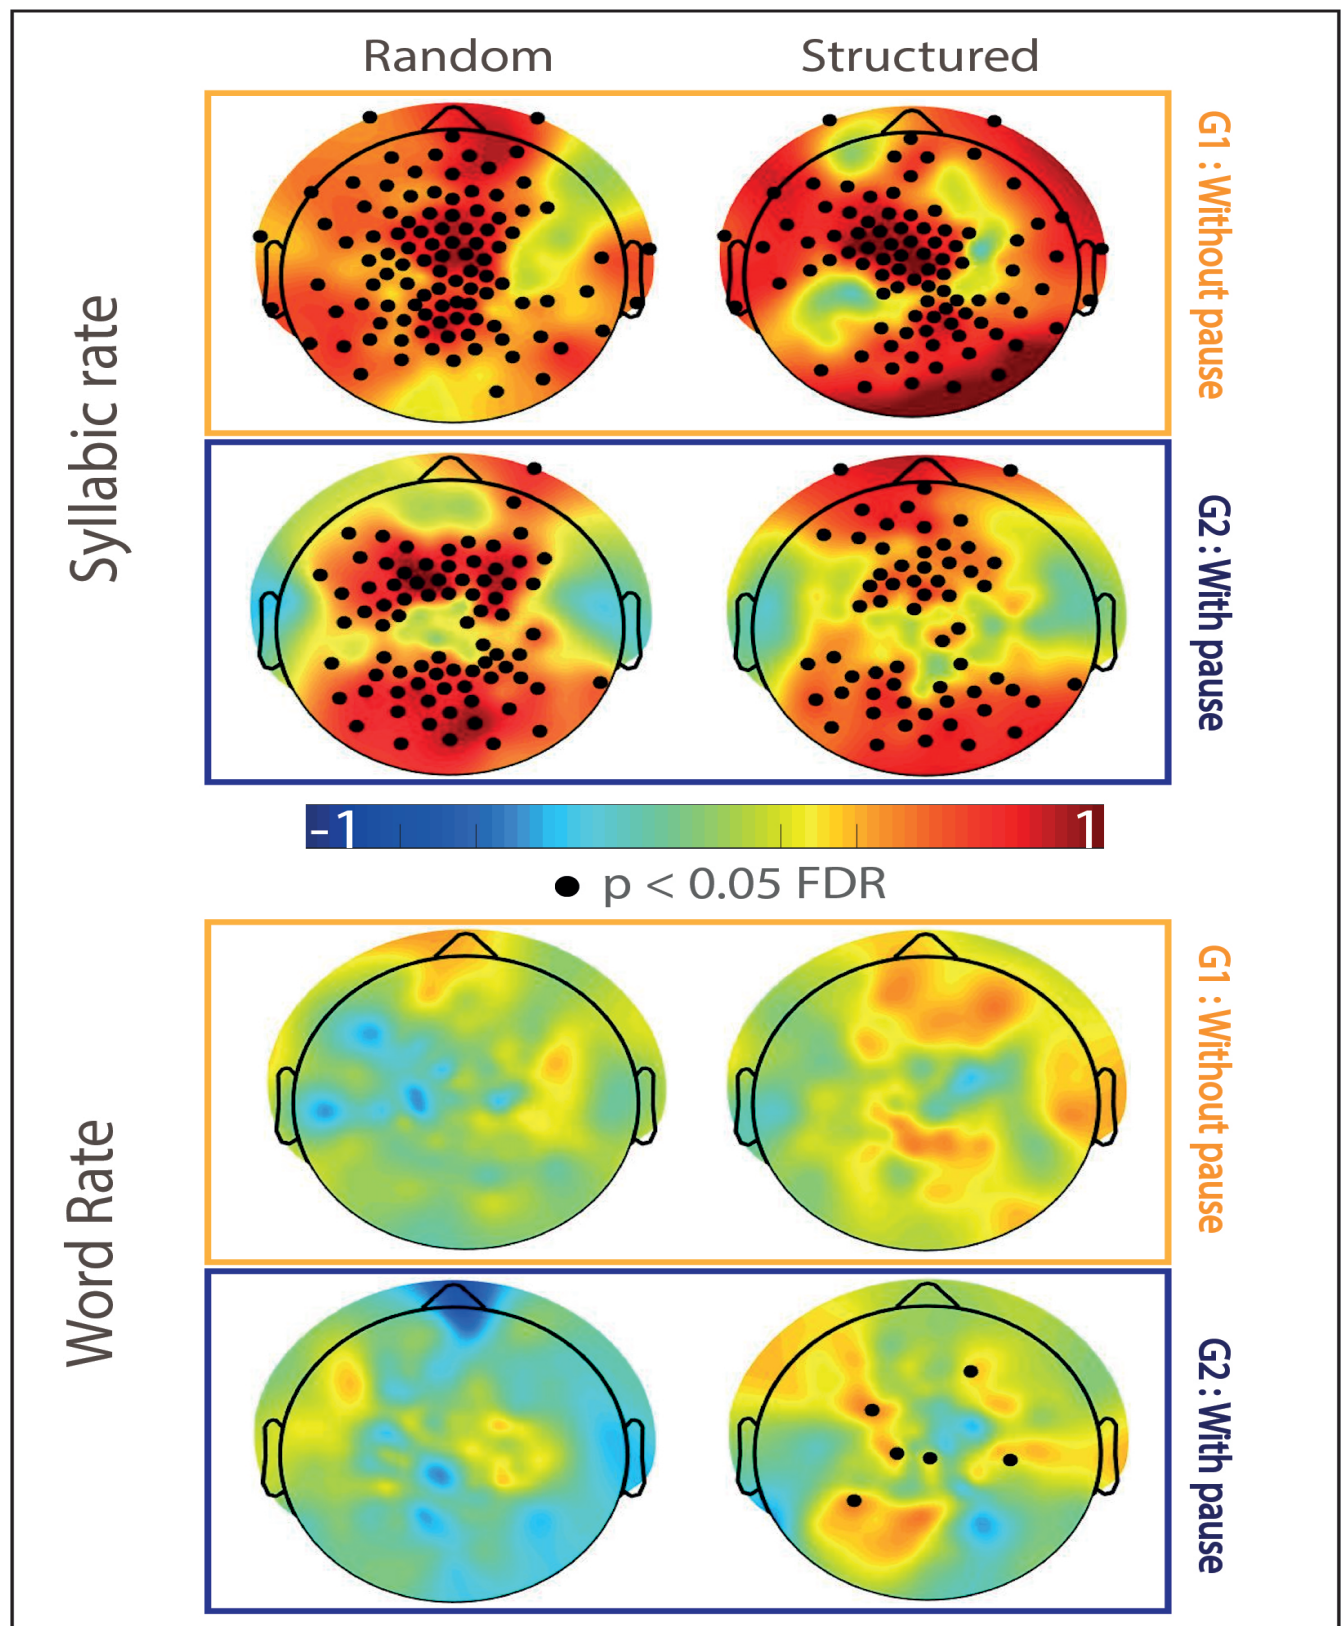 Random Structured
Syllabic rate
G1 : Without pause
G2 : With pause
-1 1
p < 0.05 FDR
Word Rate
G1 : Without pause
G2 : With pause